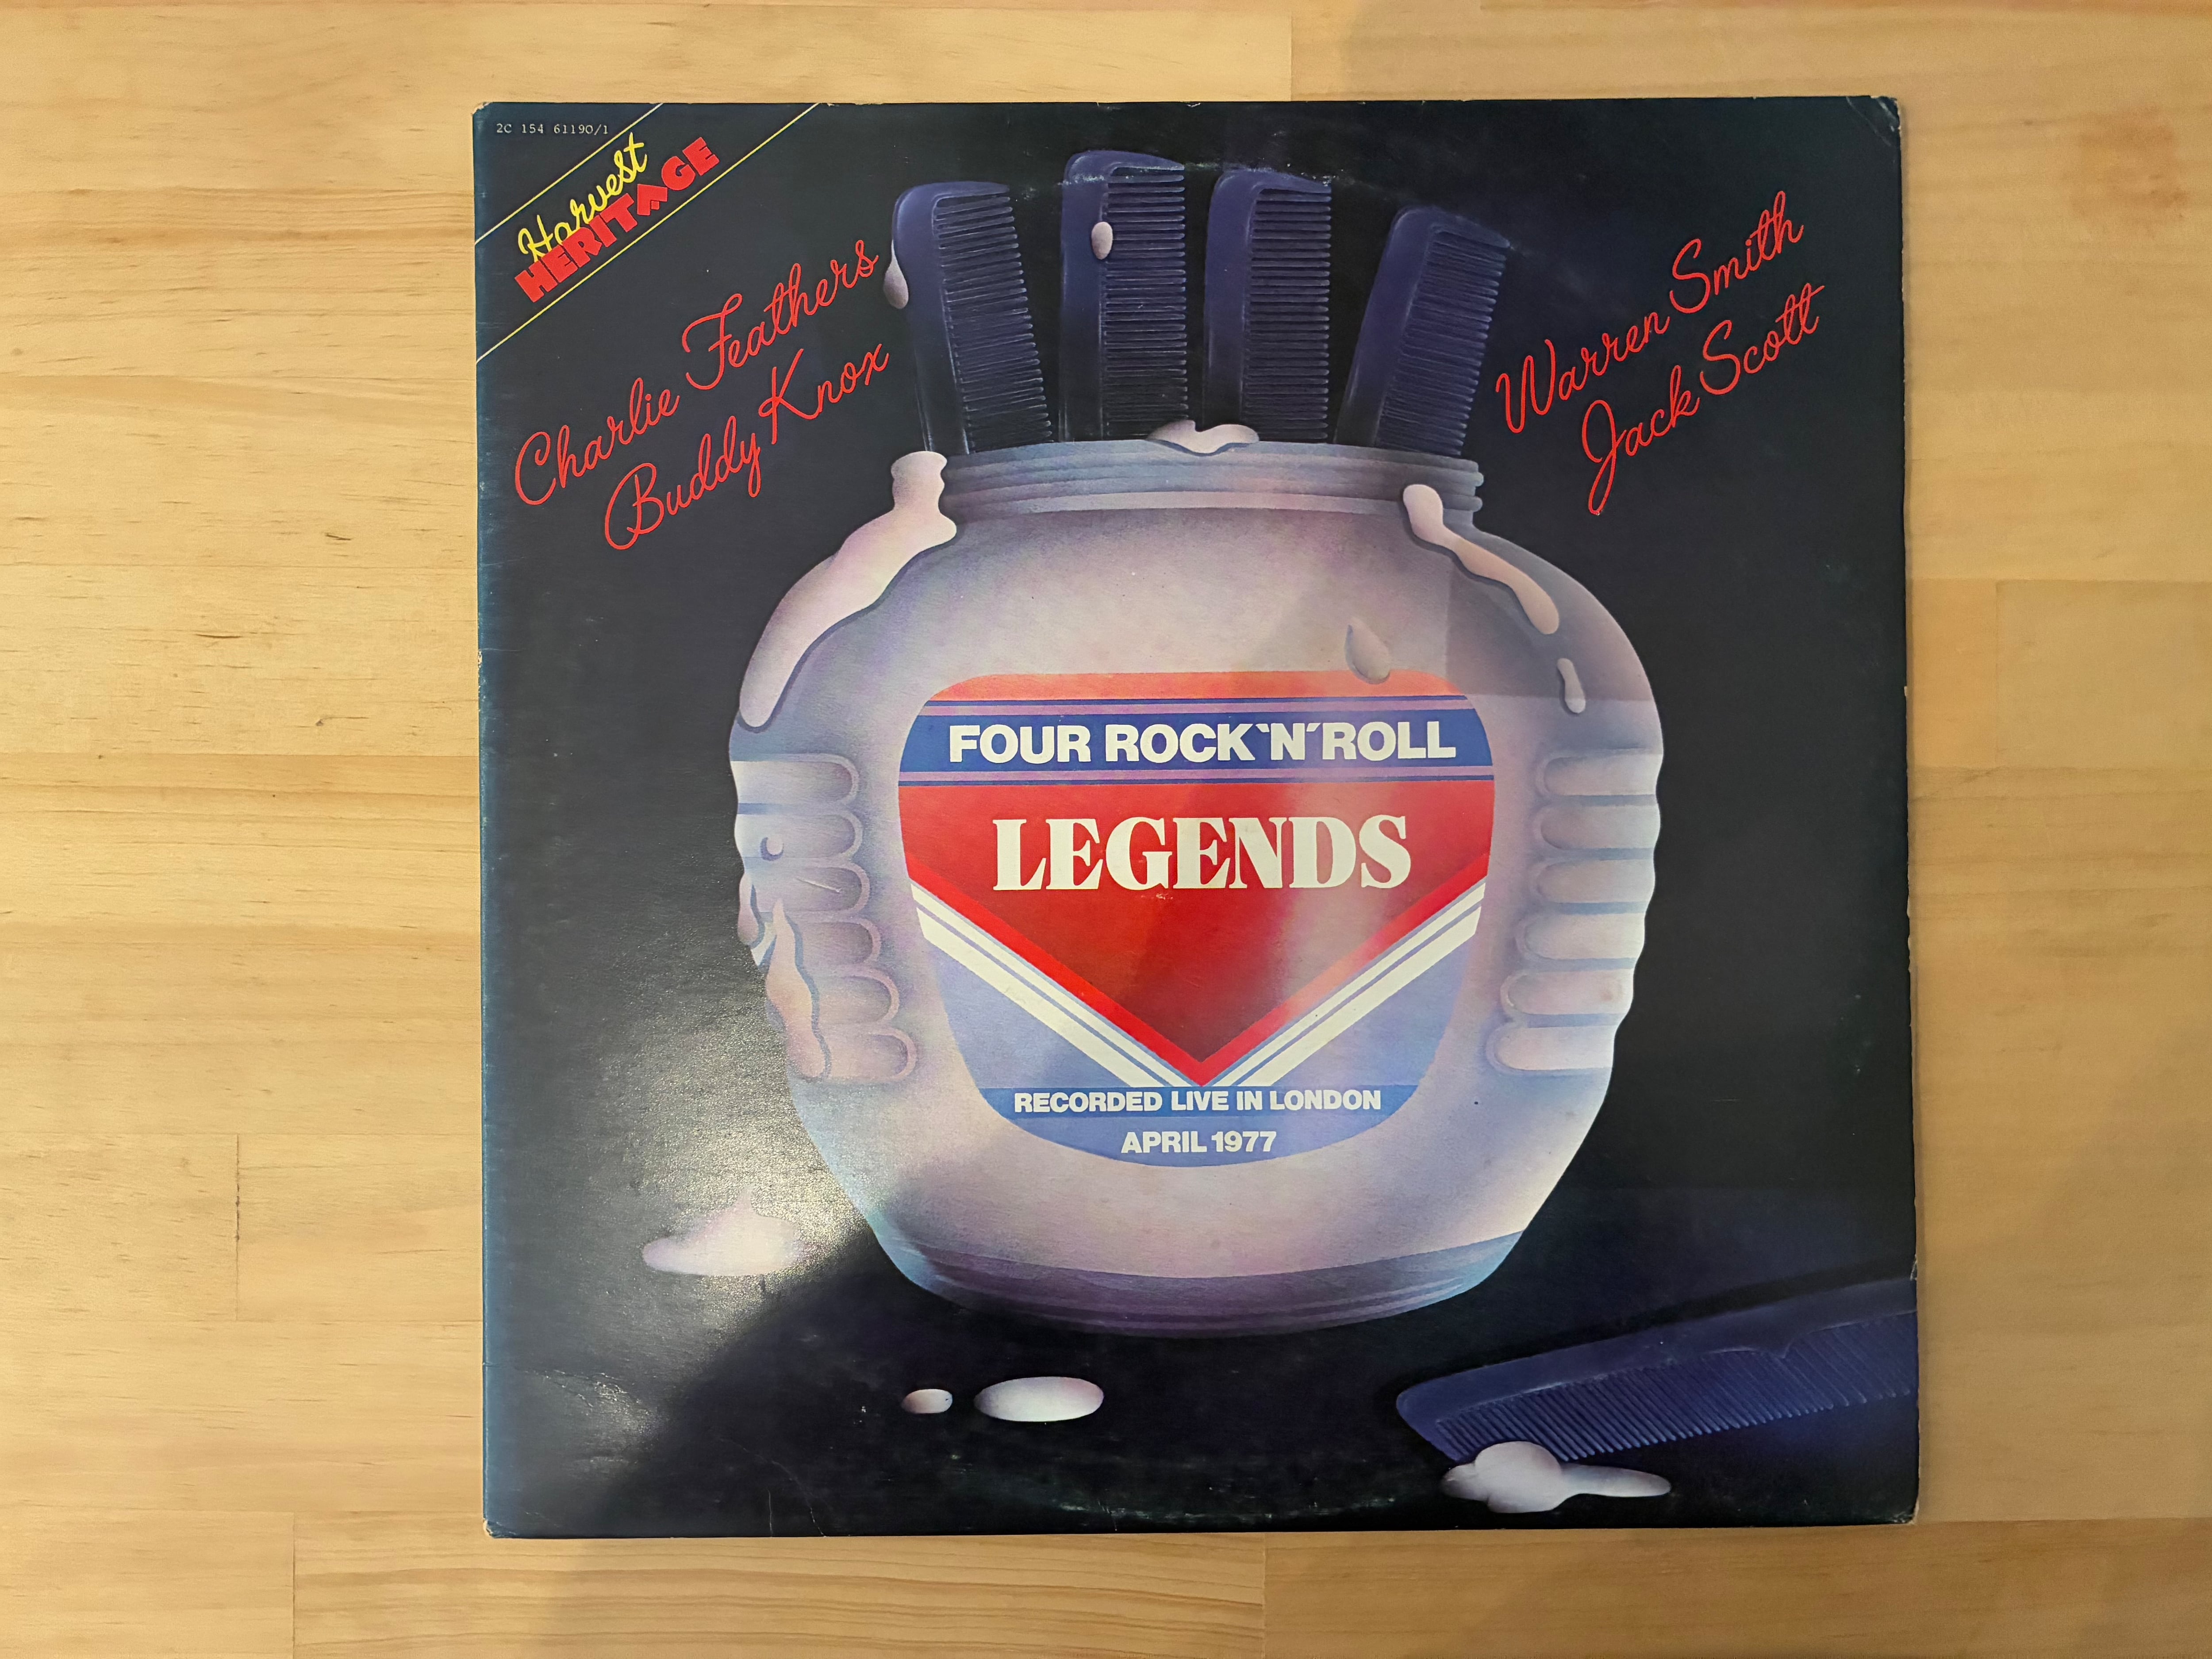 2C 154 61190/1
Harvest
HERITAGE
Charlie Feathers
Buddy Knox
Warren Smith
Jack Scott
FOUR ROCK`N´ROLL
LEGENDS
RECORDED LIVE IN LONDON
APRIL 1977